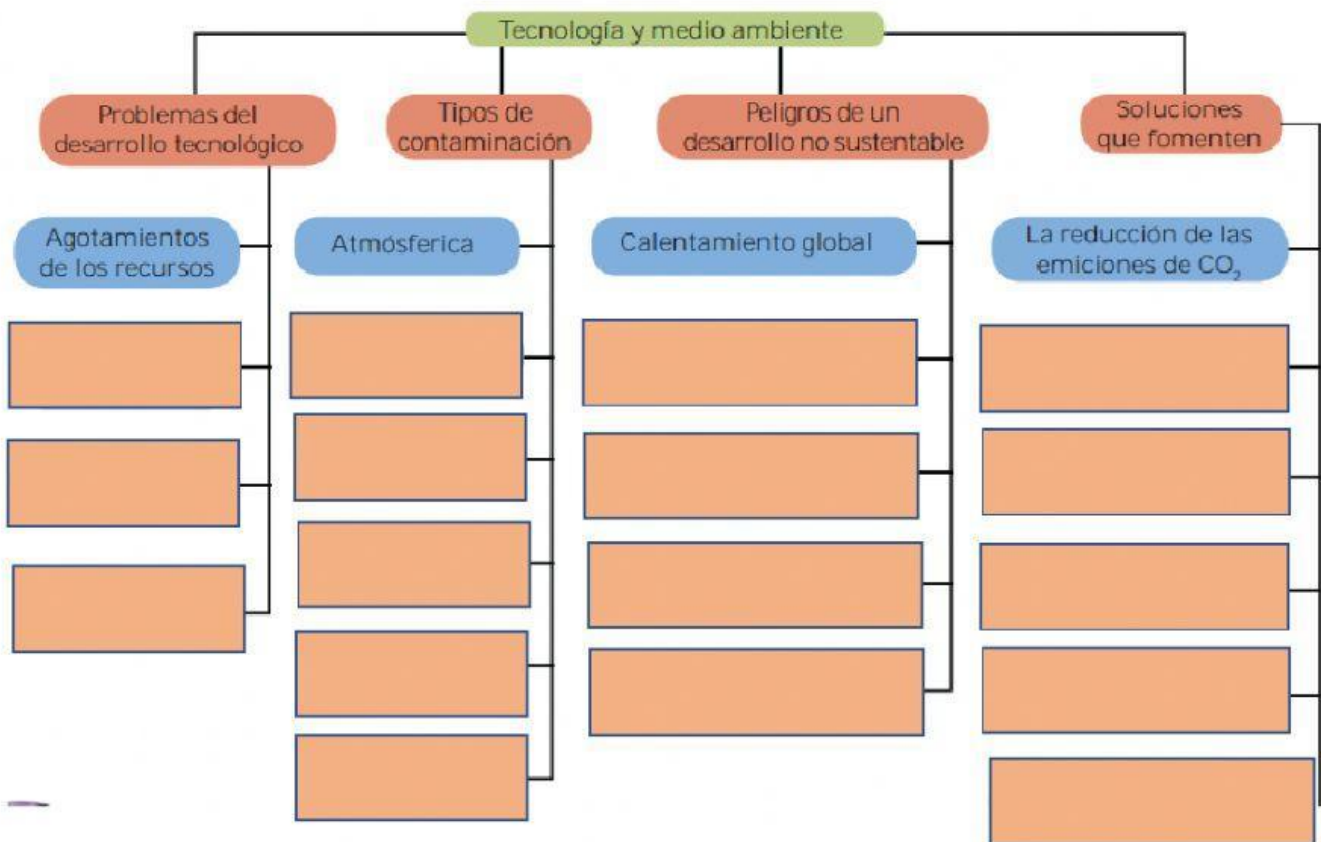 Tecnología y medio ambiente
Problemas del
desarrollo tecnológico
Tipos de
contaminación
Peligros de un
desarrollo no sustentable
Soluciones
que fomenten
Agotamientos
de los recursos
Atmósferica
Calentamiento global
La reducción de las
emiciones de CO₂